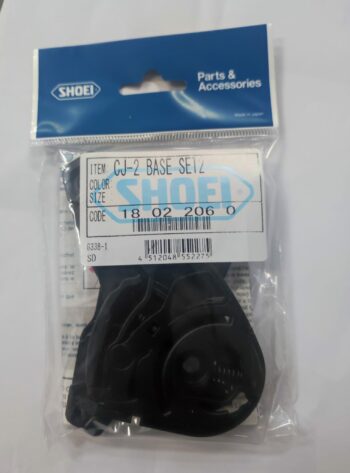 SHOEI
Parts &
Accessories
Made in Japan
ITEM: CJ-2 BASE SET2
COLOR
SIZE
SHOEI
CODE 18 02 206 0
G338-1
SD
4 512048 552275